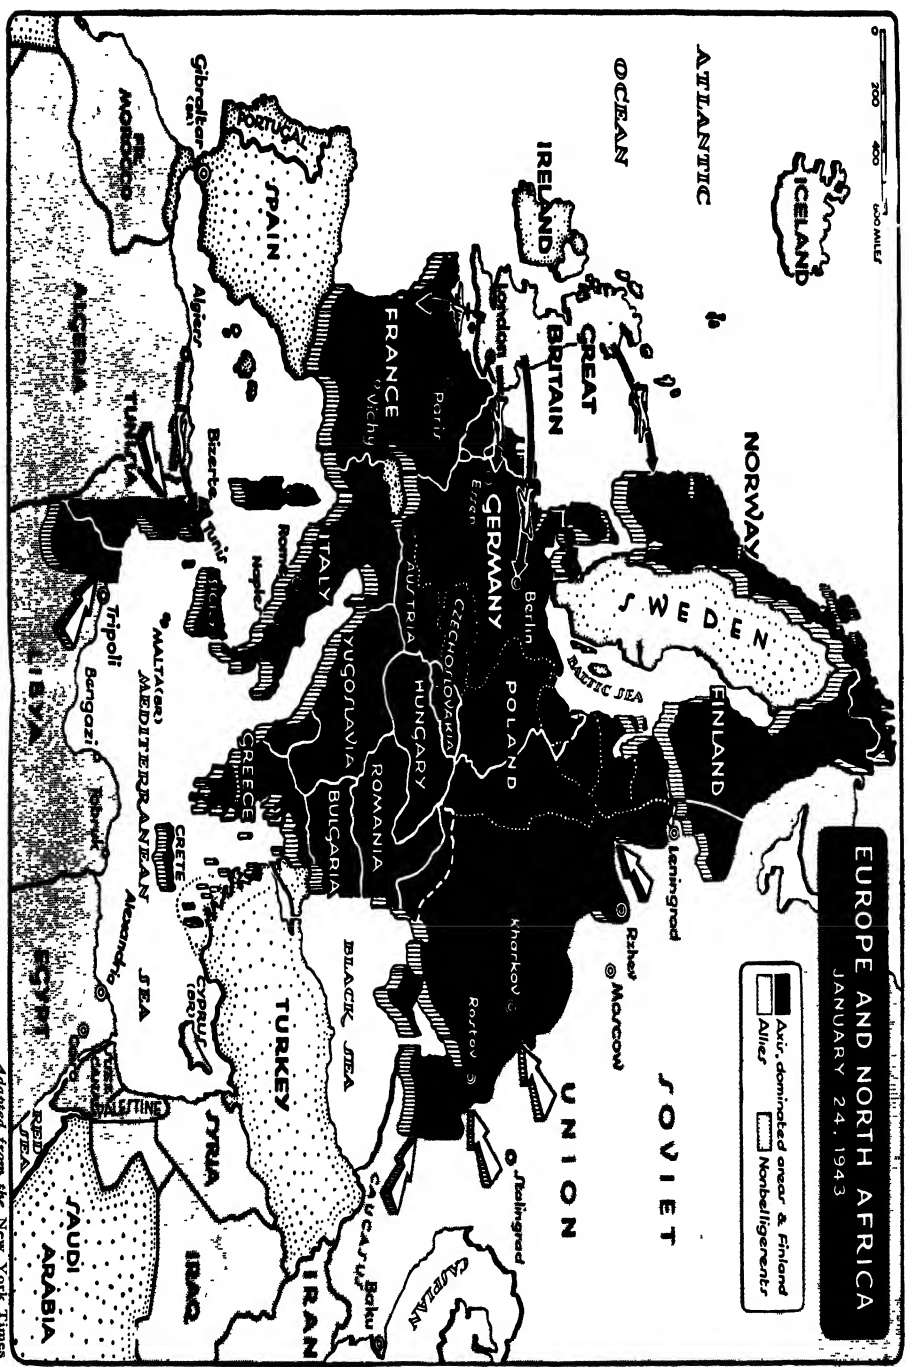 EUROPE AND NORTH AFRICA
JANUARY 24, 1943
Axis, dominated areas & Finland
Allies
Nonbelligerents
0 200 400 600 MILES
ATLANTIC
OCEAN
ICELAND
NORWAY
SWEDEN
FINLAND
BALTIC SEA
Leningrad
Rzhev
Moscow
SOVIET
UNION
Stalingrad
Kharkov
Rostov
IRELAND
GREAT
BRITAIN
London
GERMANY
Essen
Berlin
POLAND
CZECHOSLOVAKIA
AUSTRIA
HUNGARY
ROMANIA
YUGOSLAVIA
BULGARIA
FRANCE
Paris
Vichy
PORTUGAL
SPAIN
Gibraltar
(BR.)
ITALY
Rome
Naples
SICILY
GREECE
CRETE
BLACK SEA
TURKEY
CYPRUS
(BR.)
CAUCASUS
Baku
CASPIAN
IRAN
IRAQ
SYRIA
PALESTINE
SAUDI
ARABIA
RED
SEA
SUEZ
CANAL
Cairo
Alexandria
EGYPT
MEDITERRANEAN SEA
MALTA (BR)
FR.
MOROCCO
Algiers
ALGERIA
TUNISIA
Bizerte
Tunis
Tripoli
Bengazi
Tobruk
LIBYA
Adapted from the New York Times